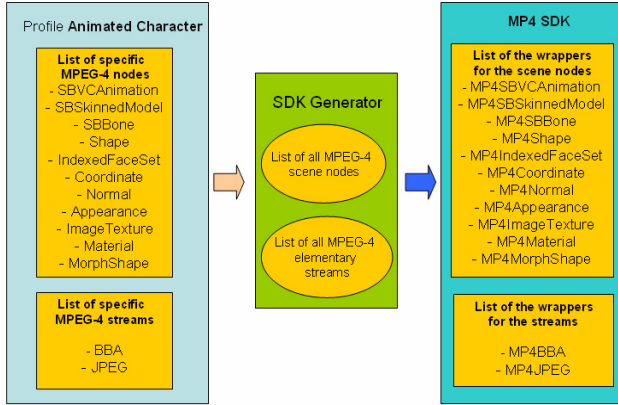 Profile Animated Character
List of specific
MPEG-4 nodes
- SBVCAnimation
- SBSkinnedModel
- SBBone
- Shape
- IndexedFaceSet
- Coordinate
- Normal
- Appearance
- ImageTexture
- Material
- MorphShape
List of specific
MPEG-4 streams
- BBA
- JPEG
SDK Generator
List of all MPEG-4
scene nodes
List of all MPEG-4
elementary
streams
MP4 SDK
List of the wrappers
for the scene nodes
- MP4SBVCAnimation
- MP4SBSkinnedModel
- MP4SBBone
- MP4Shape
- MP4IndexedFaceSet
- MP4Coordinate
- MP4Normal
- MP4Appearance
- MP4ImageTexture
- MP4Material
- MP4MorphShape
List of the wrappers
for the streams
- MP4BBA
- MP4JPEG